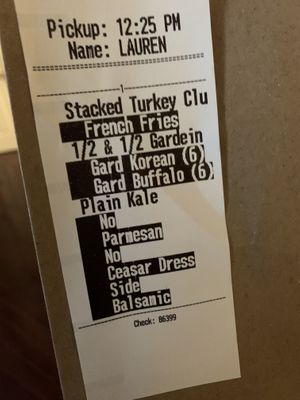 Pickup: 12:25 PM
Name: LAUREN
1
Stacked Turkey Clu
French Fries
1/2 & 1/2 Gardein
Gard Korean (6)
Gard Buffalo (6)
Plain Kale
No
Parmesan
No
Ceasar Dress
Side
Balsamic
Check: 86399